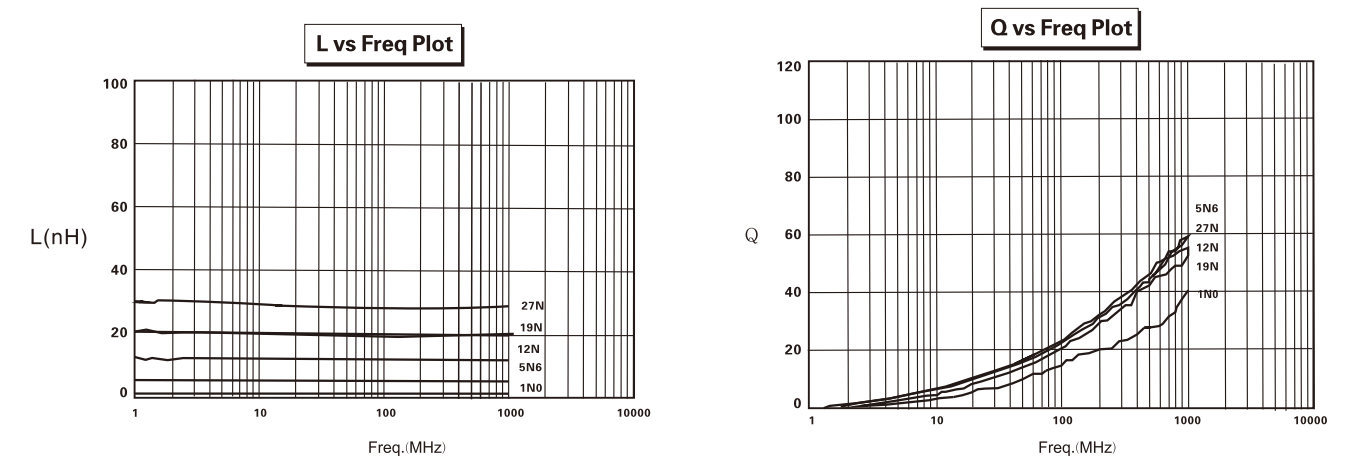 L vs Freq Plot
100
80
60
40
20
0
L(nH)
27N
19N
12N
5N6
1N0
1 10 100 1000 10000
Freq.(MHz)
Q vs Freq Plot
120
100
80
60
40
20
0
Q
5N6
27N
12N
19N
1N0
1 10 100 1000 10000
Freq.(MHz)